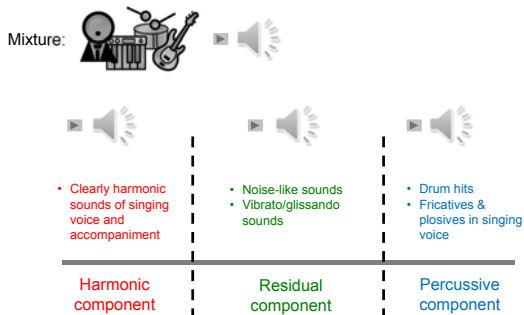 Mixture:
• Clearly harmonic
sounds of singing
voice and
accompaniment
• Noise-like sounds
• Vibrato/glissando
sounds
• Drum hits
• Fricatives &
plosives in singing
voice
Harmonic
component
Residual
component
Percussive
component